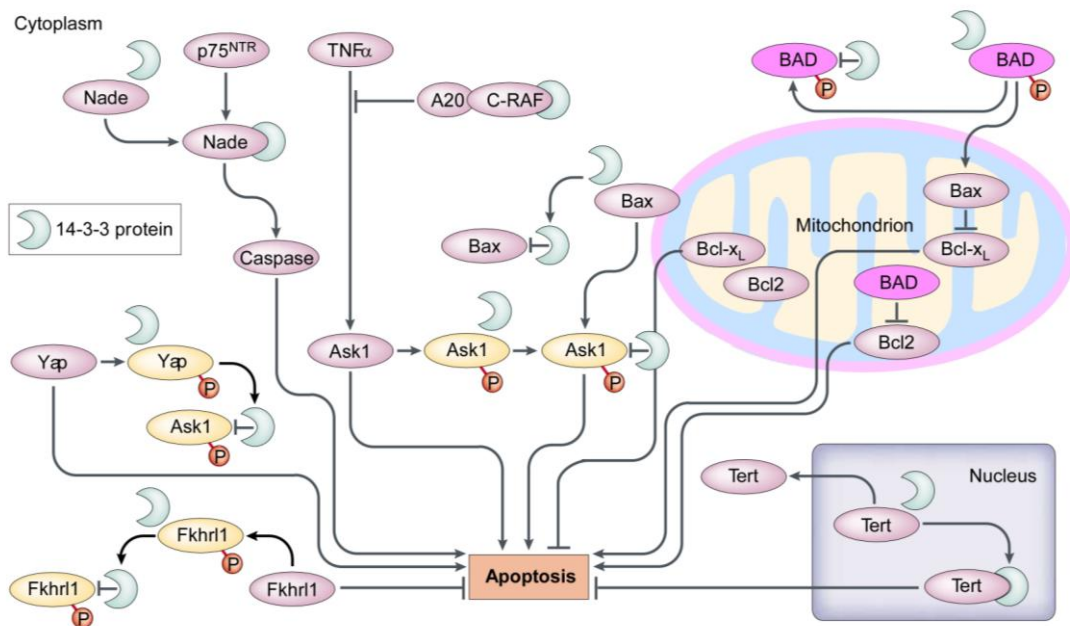 Cytoplasm
p75NTR
TNFα
BAD
P
BAD
P
Nade
A20
C-RAF
Nade
Bax
Bax
Mitochondrion
14-3-3 protein
Bax
Bcl-xL
Bcl-xL
Caspase
Bcl2
BAD
Bcl2
Yap
Yap
P
Ask1
Ask1
P
Ask1
P
Ask1
P
Tert
Nucleus
Tert
Fkhrl1
P
Fkhrl1
P
Fkhrl1
Apoptosis
Tert